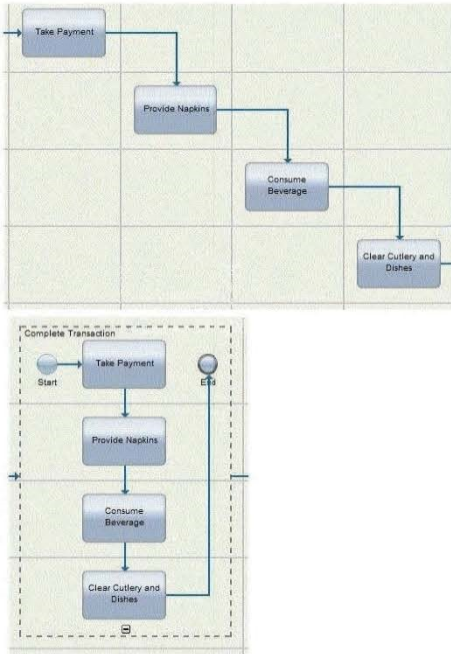 Take Payment
Provide Napkins
Consume
Beverage
Clear Cutlery and
Dishes
Complete Transaction
Start
Take Payment
End
Provide Napkins
Consume
Beverage
Clear Cutlery and
Dishes